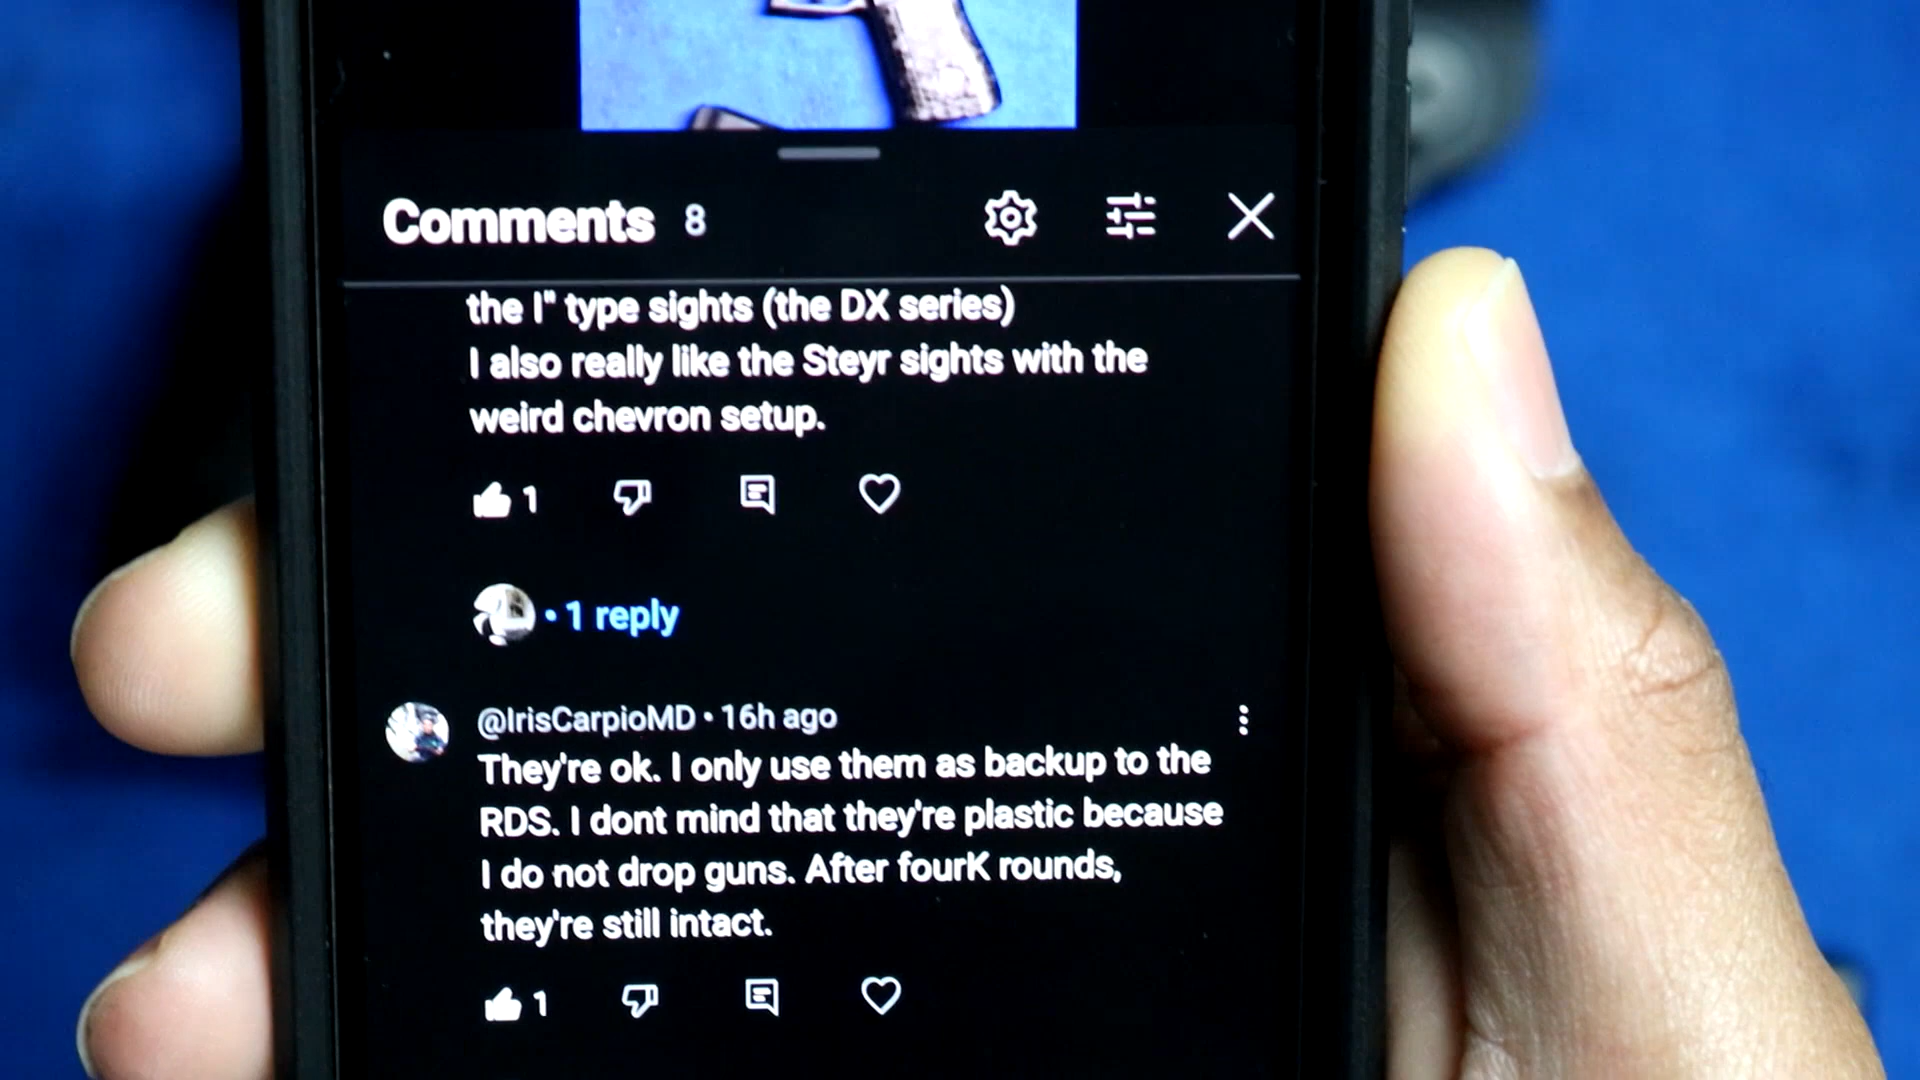 Comments 8
the I" type sights (the DX series)
I also really like the Steyr sights with the
weird chevron setup.
1
• 1 reply
@IrisCarpioMD • 16h ago
They're ok. I only use them as backup to the
RDS. I dont mind that they're plastic because
I do not drop guns. After fourK rounds,
they're still intact.
1